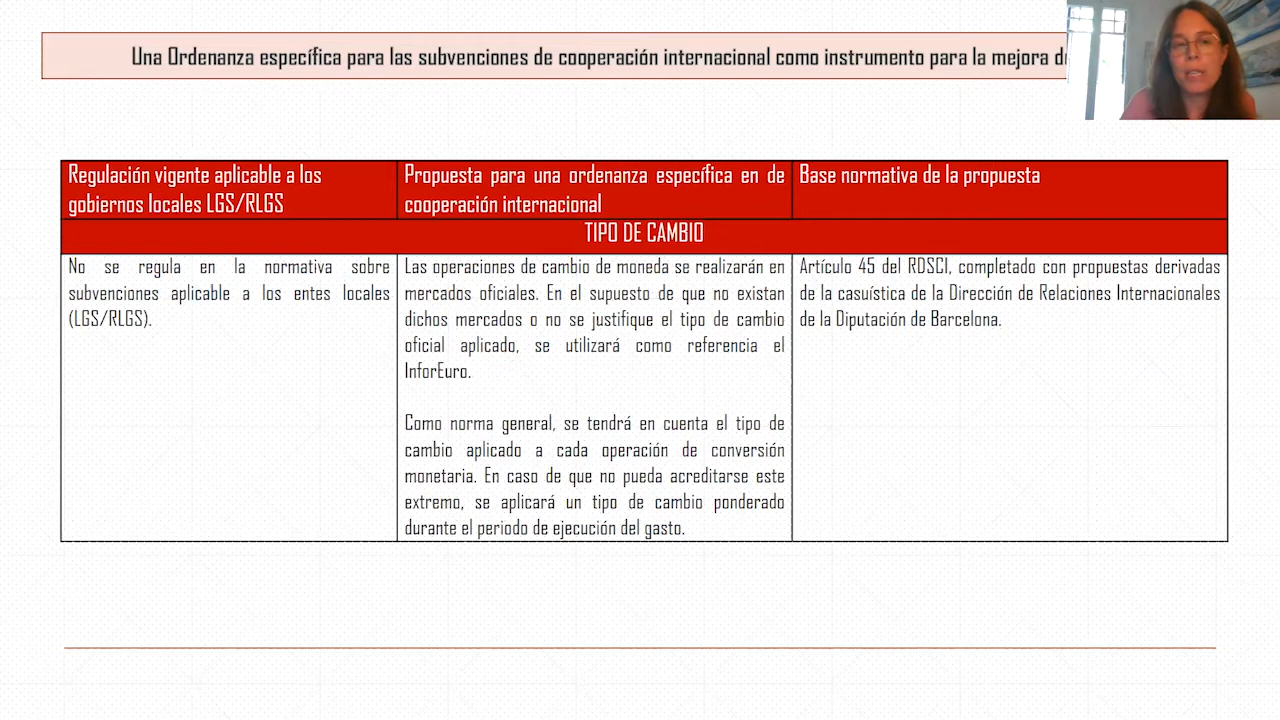 Una Ordenanza específica para las subvenciones de cooperación internacional como instrumento para la mejora
Regulación vigente aplicable a los
gobiernos locales LGS/RLGS
Propuesta para una ordenanza específica en de
cooperación internacional
Base normativa de la propuesta
TIPO DE CAMBIO
No se regula en la normativa sobre
subvenciones aplicable a los entes locales
(LGS/RLGS).
Las operaciones de cambio de moneda se realizarán en
mercados oficiales. En el supuesto de que no existan
dichos mercados o no se justifique el tipo de cambio
oficial aplicado, se utilizará como referencia el
InforEuro.
Como norma general, se tendrá en cuenta el tipo de
cambio aplicado a cada operación de conversión
monetaria. En caso de que no pueda acreditarse este
extremo, se aplicará un tipo de cambio ponderado
durante el periodo de ejecución del gasto.
Artículo 45 del RDSCI, completado con propuestas derivadas
de la casuística de la Dirección de Relaciones Internacionales
de la Diputación de Barcelona.